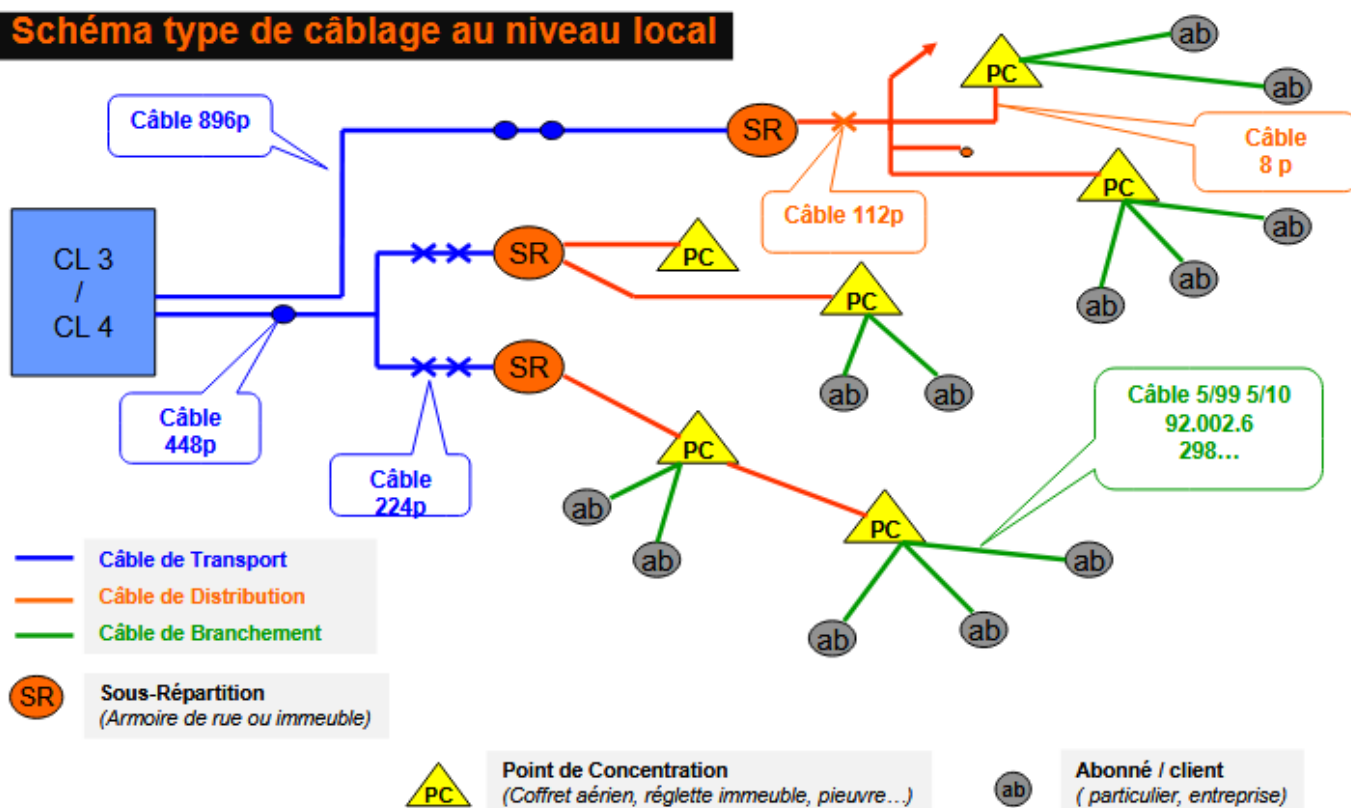 Schéma type de câblage au niveau local
ab
PC
ab
Câble 896p
SR
Câble
8 p
PC
Câble 112p
ab
CL 3
/
CL 4
SR
PC
ab
PC
ab
SR
ab
ab
Câble 5/99 5/10
92.002.6
298...
Câble
448p
Câble
224p
PC
ab
PC
ab
ab
ab
ab
Câble de Transport
Câble de Distribution
Câble de Branchement
SR
Sous-Répartition
(Armoire de rue ou immeuble)
PC
Point de Concentration
(Coffret aérien, réglette immeuble, pieuvre...)
ab
Abonné / client
( particulier, entreprise)